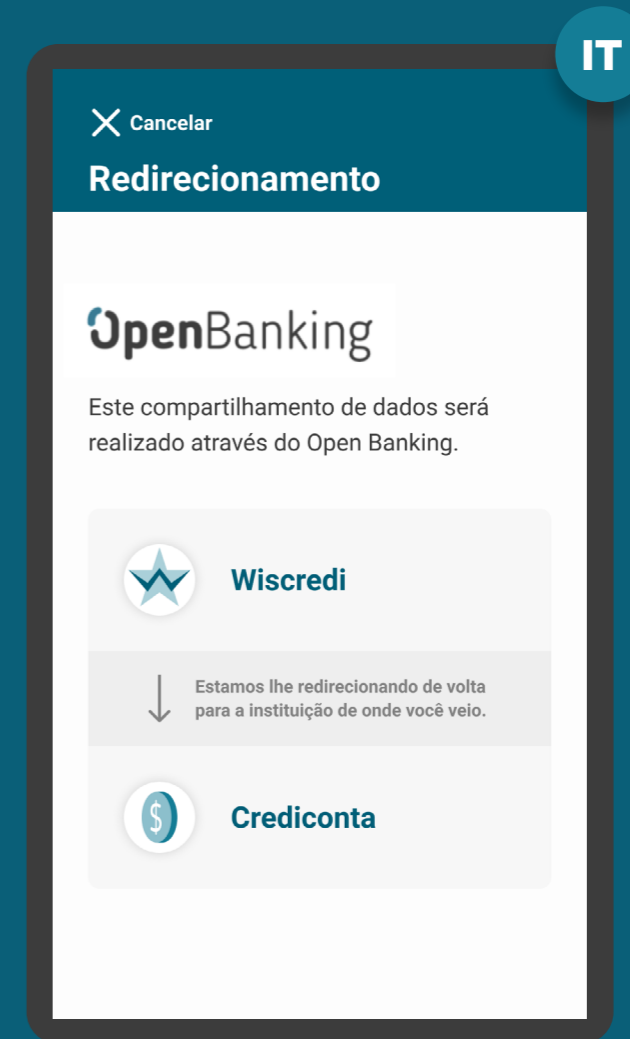 IT
Cancelar
Redirecionamento
OpenBanking
Este compartilhamento de dados será
realizado através do Open Banking.
Wiscredi
Estamos lhe redirecionando de volta
para a instituição de onde você veio.
$
Crediconta